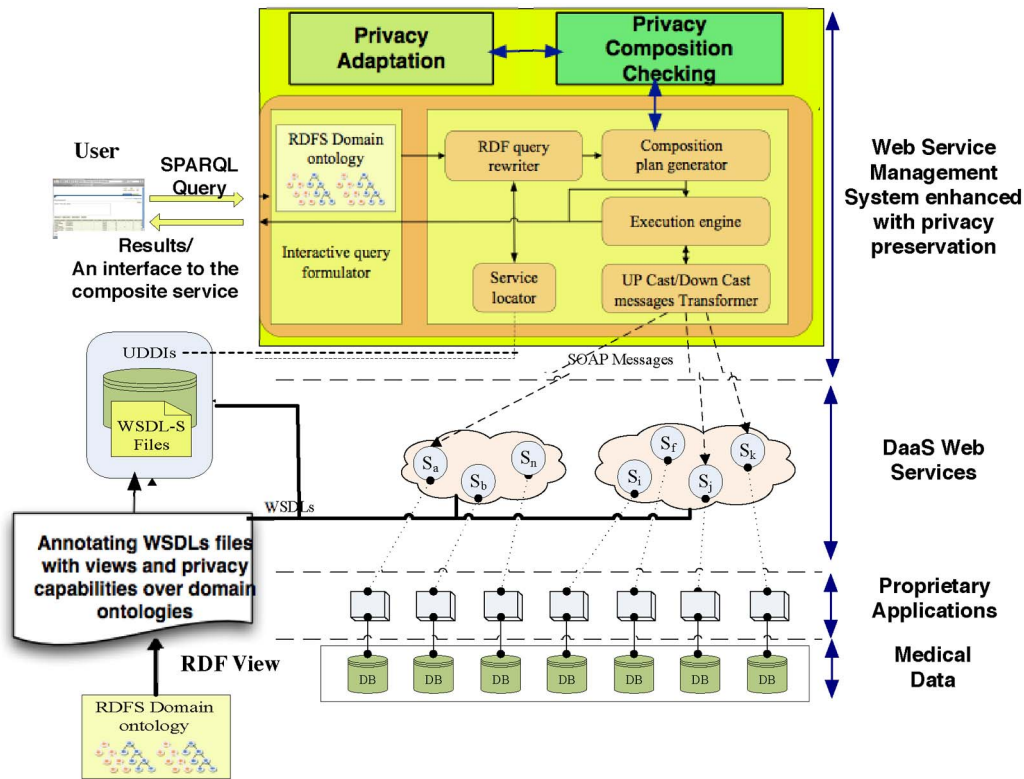 Privacy
Adaptation
Privacy
Composition
Checking
User
SPARQL
Query
Results/
An interface to the
composite service
RDFS Domain
ontology
Interactive query
formulator
RDF query
rewriter
Composition
plan generator
Execution engine
Service
locator
UP Cast/Down Cast
messages Transformer
Web Service
Management
System enhanced
with privacy
preservation
UDDIs
WSDL-S
Files
SOAP Messages
Sa
Sb
Sn
Si
Sf
Sj
Sk
DaaS Web
Services
WSDLs
Annotating WSDLs files
with views and privacy
capabilities over domain
ontologies
Proprietary
Applications
RDF View
DB
DB
DB
DB
DB
DB
DB
Medical
Data
RDFS Domain
ontology